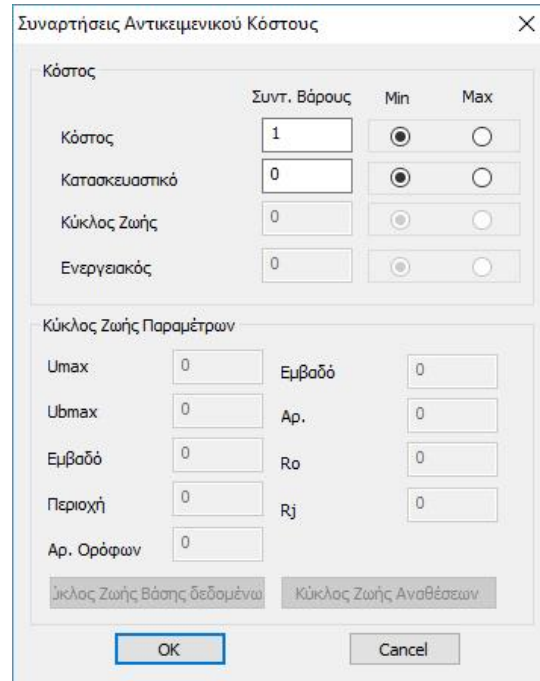 Συναρτήσεις Αντικειμενικού Κόστους
Κόστος
Συντ. Βάρους Min Max
Κόστος 1
Κατασκευαστικό 0
Κύκλος Ζωής 0
Ενεργειακός 0
Κύκλος Ζωής Παραμέτρων
Umax 0 Εμβαδό 0
Ubmax 0 Αρ. 0
Εμβαδό 0 Ro 0
Περιοχή 0 Rj 0
Αρ. Ορόφων 0
ύκλος Ζωής Βάσης δεδομένω Κύκλος Ζωής Αναθέσεων
OK Cancel